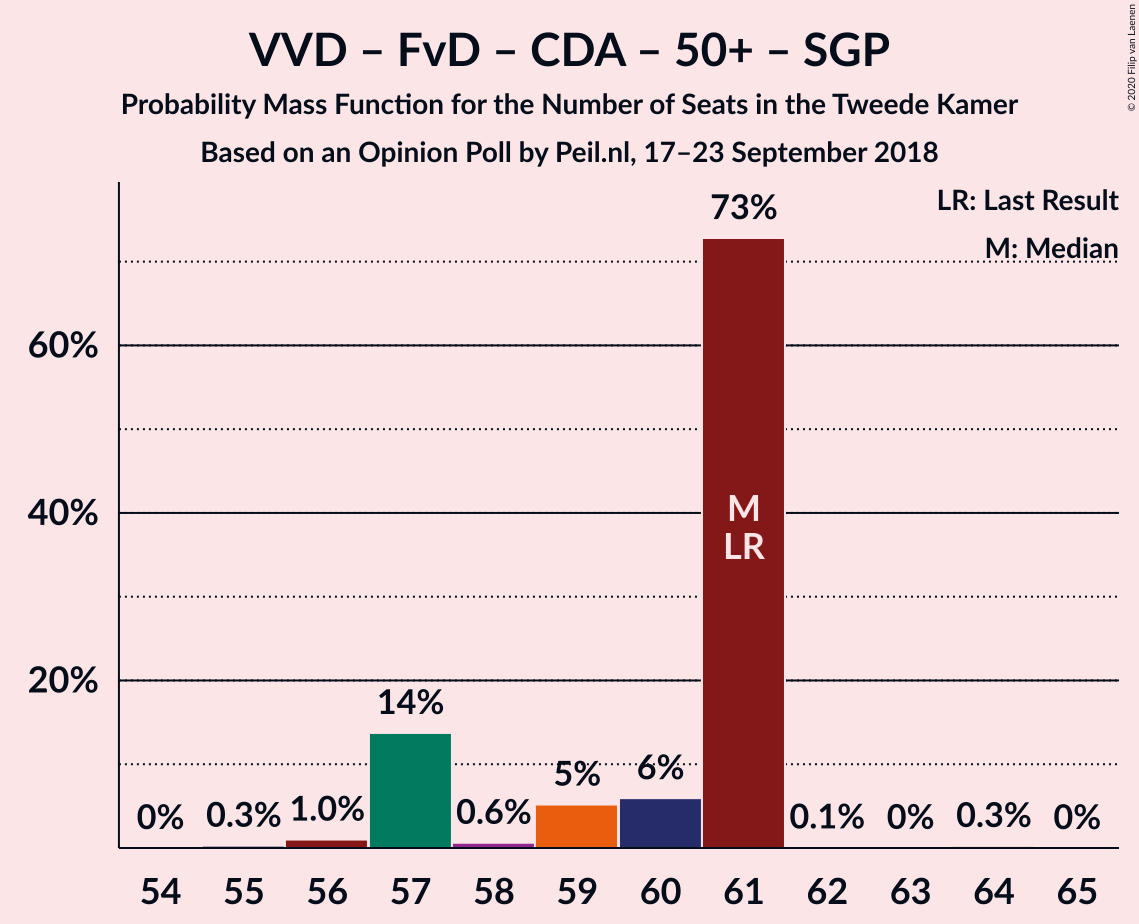 VVD – FvD – CDA – 50+ – SGP
Probability Mass Function for the Number of Seats in the Tweede Kamer
Based on an Opinion Poll by Peil.nl, 17–23 September 2018
© 2020 Filip van Laenen
LR: Last Result
M: Median
73%
60%
40%
M
LR
20%
14%
5%
6%
0%
0.3%
1.0%
0.6%
0.1%
0%
0.3%
0%
54 55 56 57 58 59 60 61 62 63 64 65